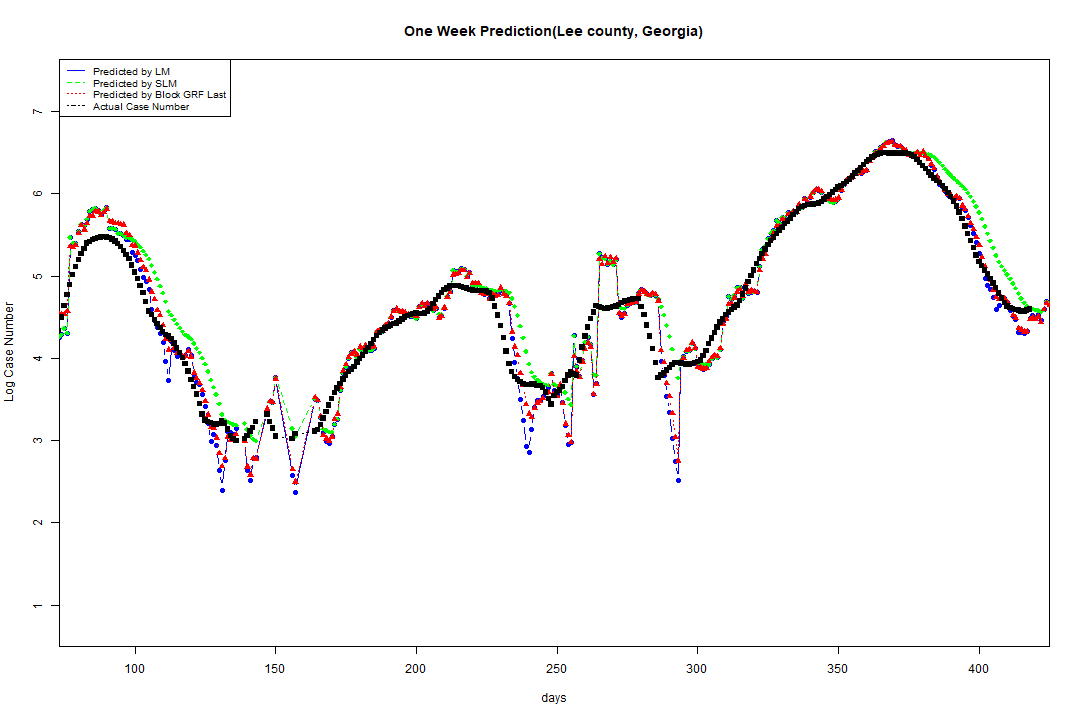 One Week Prediction(Lee county, Georgia)
Predicted by LM
Predicted by SLM
Predicted by Block GRF Last
Actual Case Number
7
6
5
4
3
2
1
Log Case Number
100 150 200 250 300 350 400
days